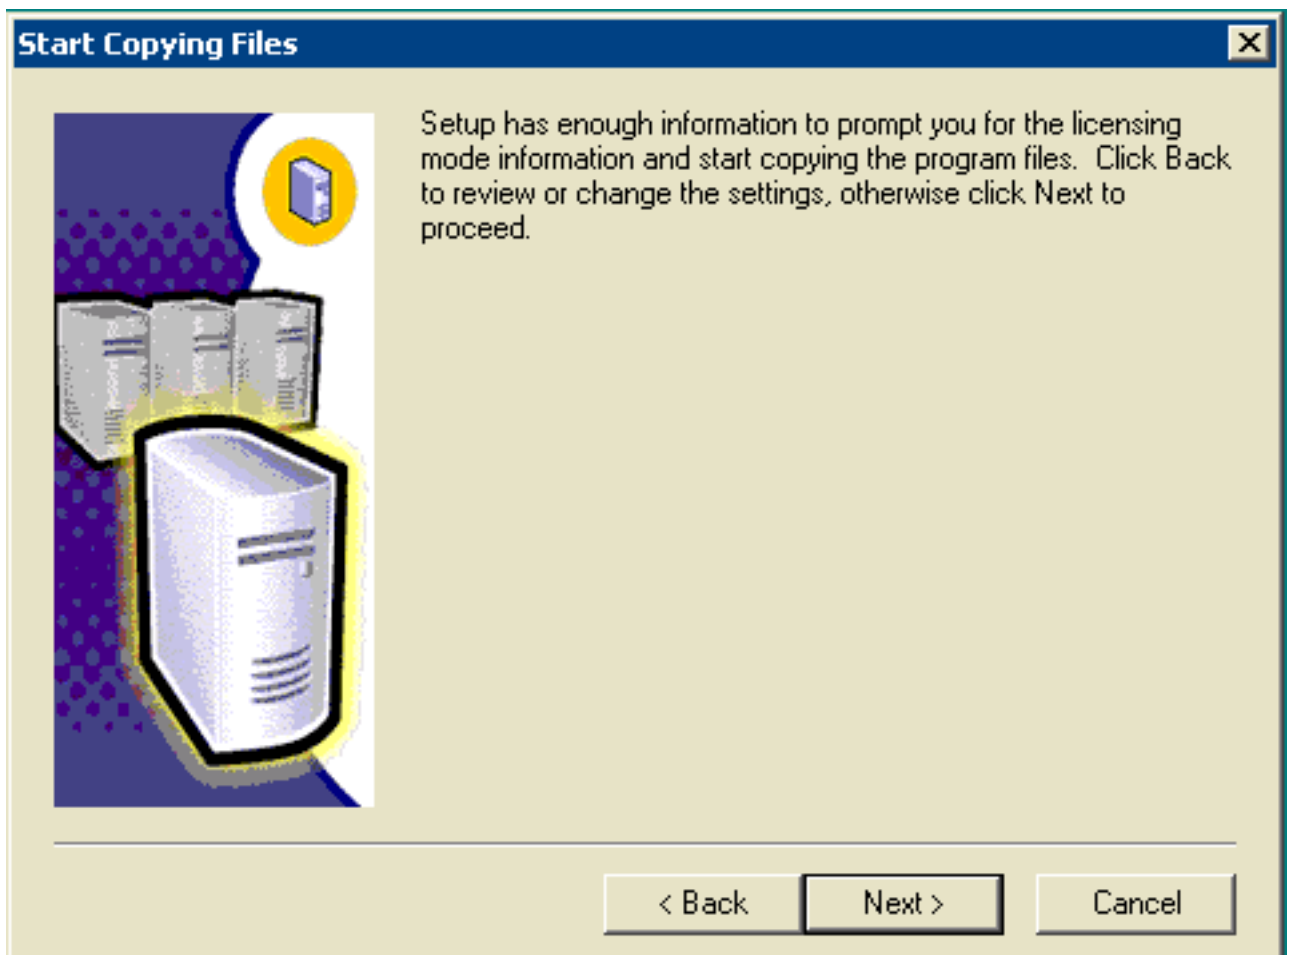 Start Copying Files
Setup has enough information to prompt you for the licensing
mode information and start copying the program files.  Click Back
to review or change the settings, otherwise click Next to
proceed.
< Back
Next >
Cancel